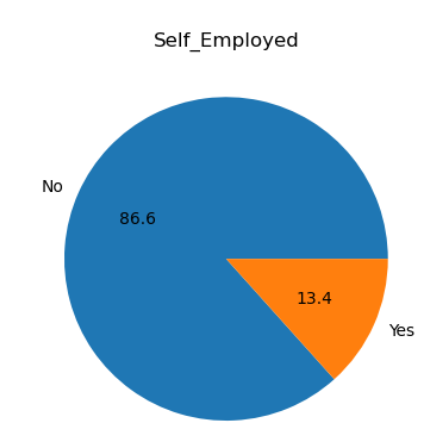 Self_Employed
No
86.6
13.4
Yes